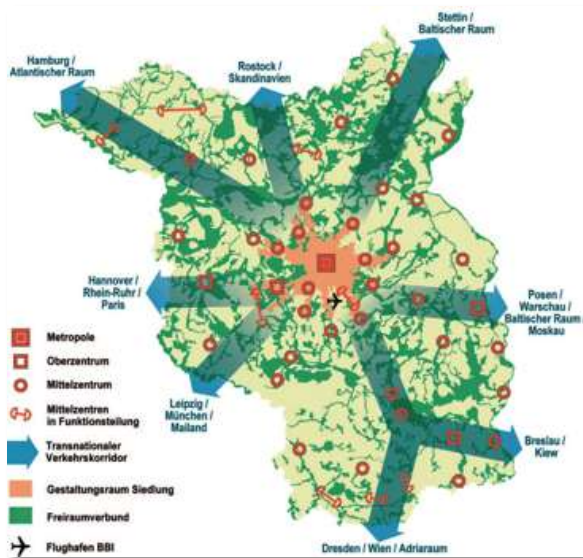 Stettin /
Baltischer Raum
Hamburg /
Atlantischer Raum
Rostock /
Skandinavien
Hannover /
Rhein-Ruhr /
Paris
Posen /
Warschau /
Baltischer Raum
Moskau
Leipzig /
München /
Mailand
Breslau /
Kiew
Dresden / Wien / Adriaraum
Metropole
Oberzentrum
Mittelzentrum
Mittelzentren
in Funktionsteilung
Transnationaler
Verkehrskorridor
Gestaltungsraum Siedlung
Freiraumverbund
Flughafen BBI